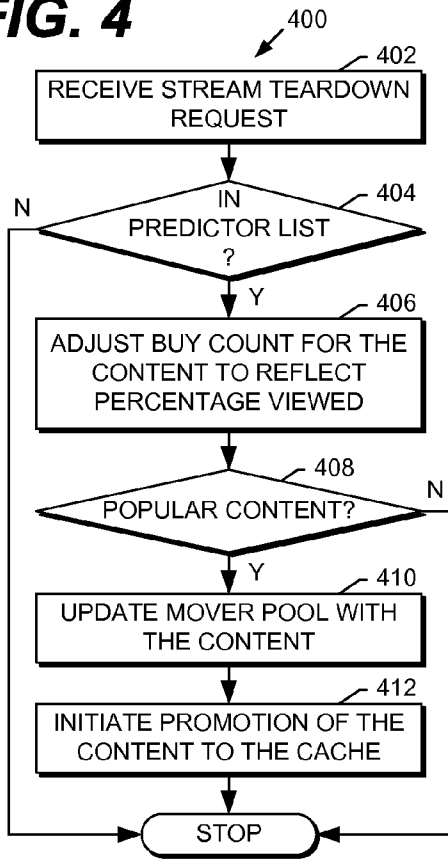 FIG. 4
400
402
RECEIVE STREAM TEARDOWN
REQUEST
404
N
IN
PREDICTOR LIST
?
Y
406
ADJUST BUY COUNT FOR THE
CONTENT TO REFLECT
PERCENTAGE VIEWED
408
N
POPULAR CONTENT?
Y
410
UPDATE MOVER POOL WITH
THE CONTENT
412
INITIATE PROMOTION OF THE
CONTENT TO THE CACHE
STOP